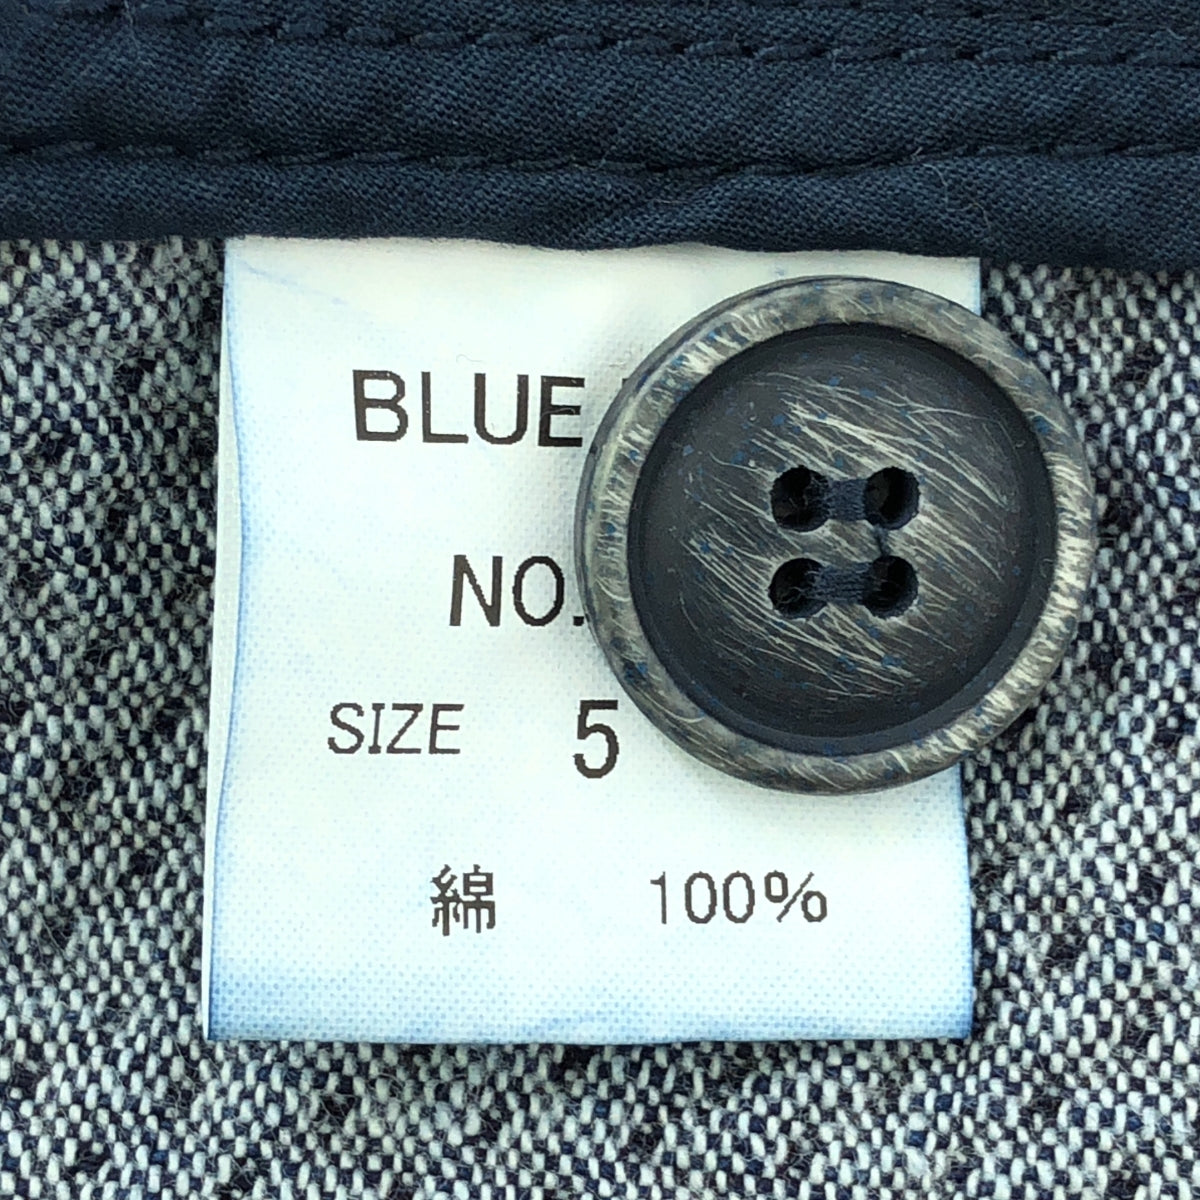 BLUE
NO.
SIZE 5
綿 100%